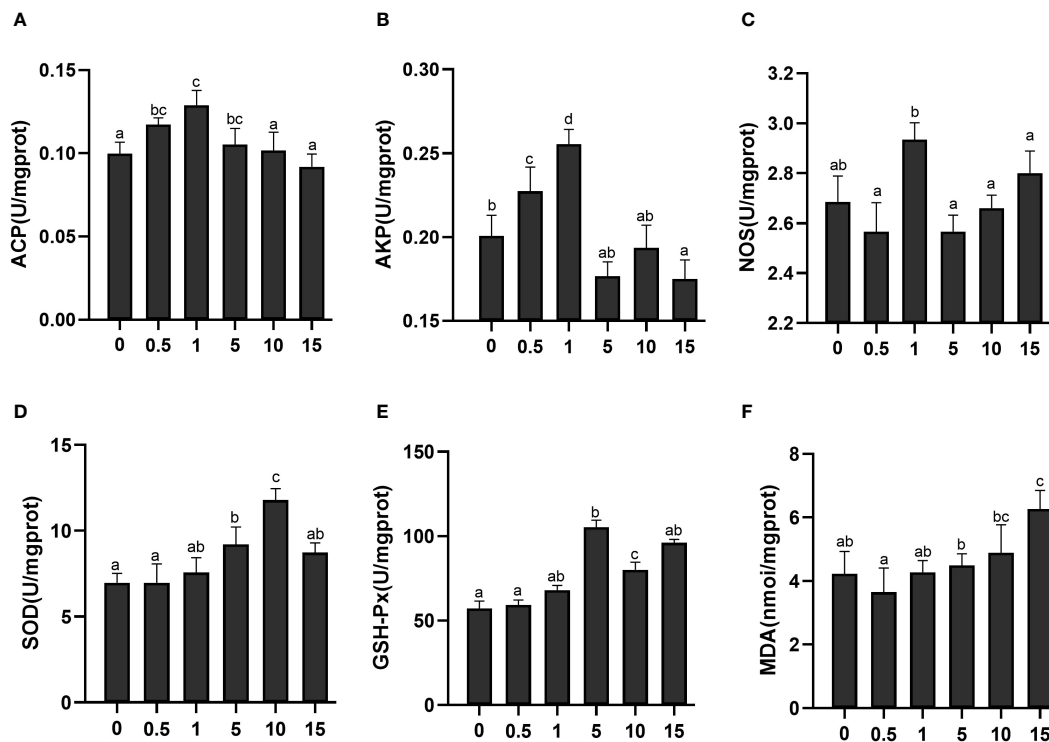 A
ACP(U/mgprot)
0.15
0.10
0.05
0.00
a
bc
c
bc
a
a
0 0.5 1 5 10 15
B
AKP(U/mgprot)
0.30
0.25
0.20
0.15
b
c
d
ab
ab
a
0 0.5 1 5 10 15
C
NOS(U/mgprot)
3.2
3.0
2.8
2.6
2.4
2.2
ab
a
b
a
a
a
0 0.5 1 5 10 15
D
SOD(U/mgprot)
15
10
5
0
a
a
ab
b
c
ab
0 0.5 1 5 10 15
E
GSH-Px(U/mgprot)
150
100
50
0
a
a
ab
b
c
ab
0 0.5 1 5 10 15
F
MDA(nmoi/mgprot)
8
6
4
2
0
ab
a
ab
b
bc
c
0 0.5 1 5 10 15